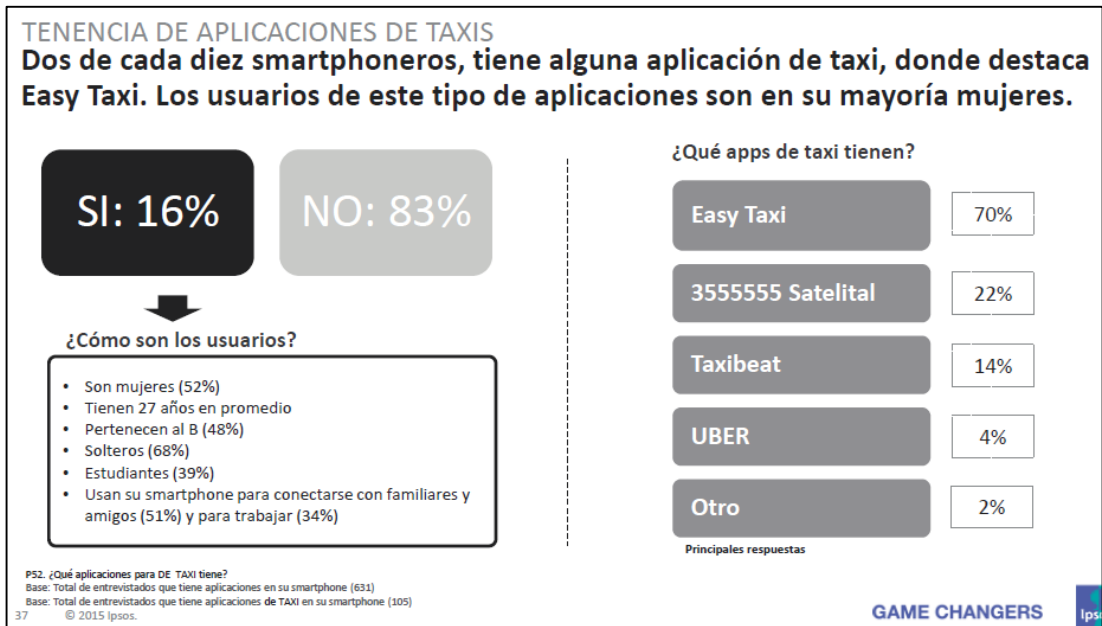 TENENCIA DE APLICACIONES DE TAXIS
Dos de cada diez smartphoneros, tiene alguna aplicación de taxi, donde destaca
Easy Taxi. Los usuarios de este tipo de aplicaciones son en su mayoría mujeres.
SI: 16%
NO: 83%
¿Cómo son los usuarios?
• Son mujeres (52%)
• Tienen 27 años en promedio
• Pertenecen al B (48%)
• Solteros (68%)
• Estudiantes (39%)
• Usan su smartphone para conectarse con familiares y
amigos (51%) y para trabajar (34%)
¿Qué apps de taxi tienen?
Easy Taxi 70%
3555555 Satelital 22%
Taxibeat 14%
UBER 4%
Otro 2%
Principales respuestas
P52. ¿Qué aplicaciones para DE TAXI tiene?
Base: Total de entrevistados que tiene aplicaciones en su smartphone (631)
Base: Total de entrevistados que tiene aplicaciones de TAXI en su smartphone (105)
37 © 2015 Ipsos.
GAME CHANGERS